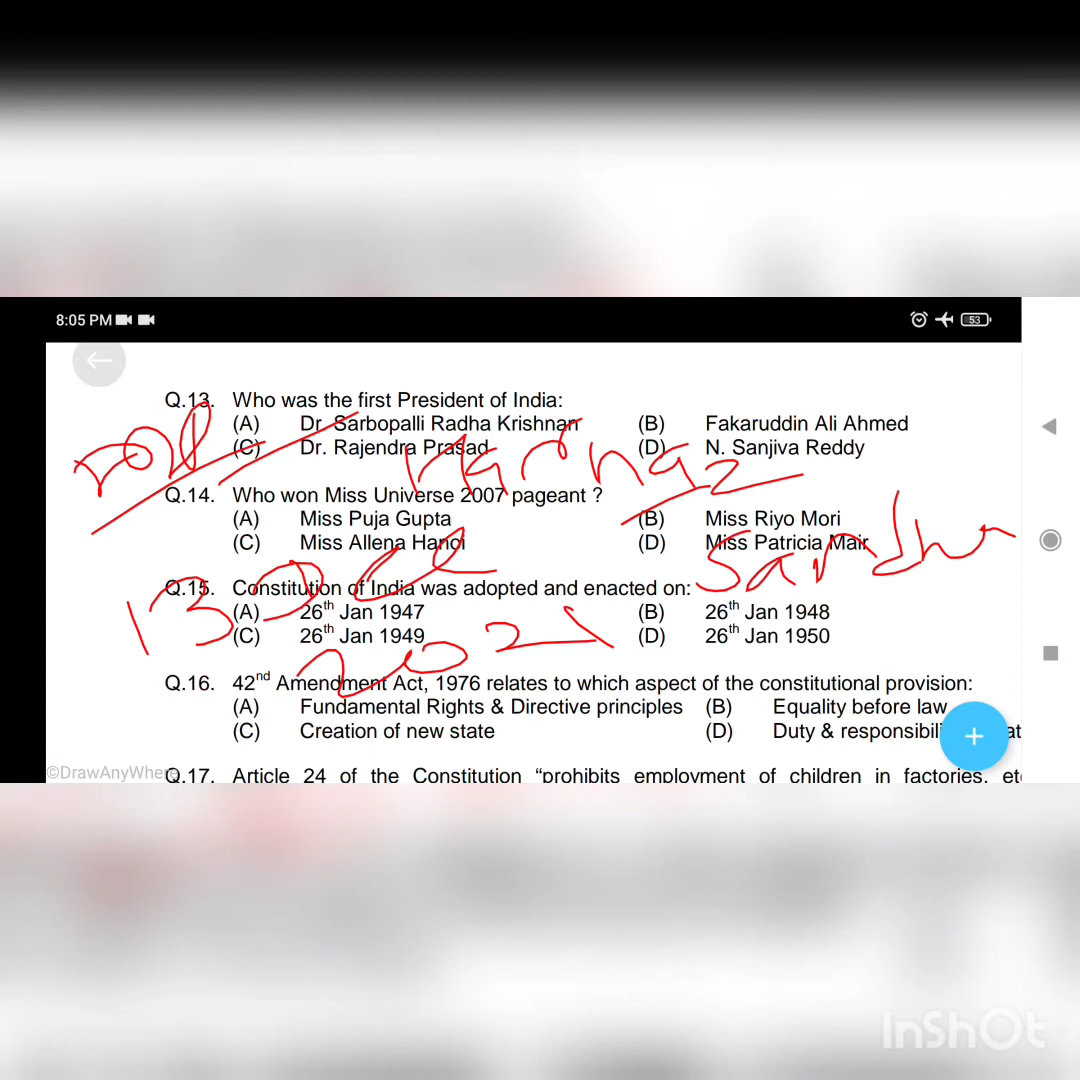 8:05 PM
53
Q.13. Who was the first President of India:
(A) Dr. Sarbopalli Radha Krishnan (B) Fakaruddin Ali Ahmed
(C) Dr. Rajendra Prasad (D) N. Sanjiva Reddy
Q.14. Who won Miss Universe 2007 pageant ?
(A) Miss Puja Gupta (B) Miss Riyo Mori
(C) Miss Allena Hanoi (D) Miss Patricia Mair
Sandhu
Q.15. Constitution of India was adopted and enacted on:
(A) 26th Jan 1947 (B) 26th Jan 1948
(C) 26th Jan 1949 (D) 26th Jan 1950
13 Dec
2021
Q.16. 42nd Amendment Act, 1976 relates to which aspect of the constitutional provision:
(A) Fundamental Rights & Directive principles (B) Equality before law
(C) Creation of new state (D) Duty &
©DrawAnyWhere
Q.17. Article 24 of the Constitution “prohibits employment of children in factories,
InShOt